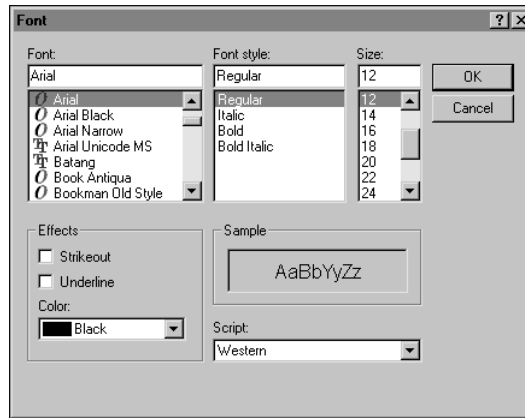 Font
Font: Font style: Size:
Arial Regular 12
OK
Cancel
Arial
Arial Black
Arial Narrow
Arial Unicode MS
Batang
Book Antiqua
Bookman Old Style
Regular
Italic
Bold
Bold Italic
12
14
16
18
20
22
24
Effects
Strikeout
Underline
Color:
Black
Sample
AaBbYyZz
Script:
Western